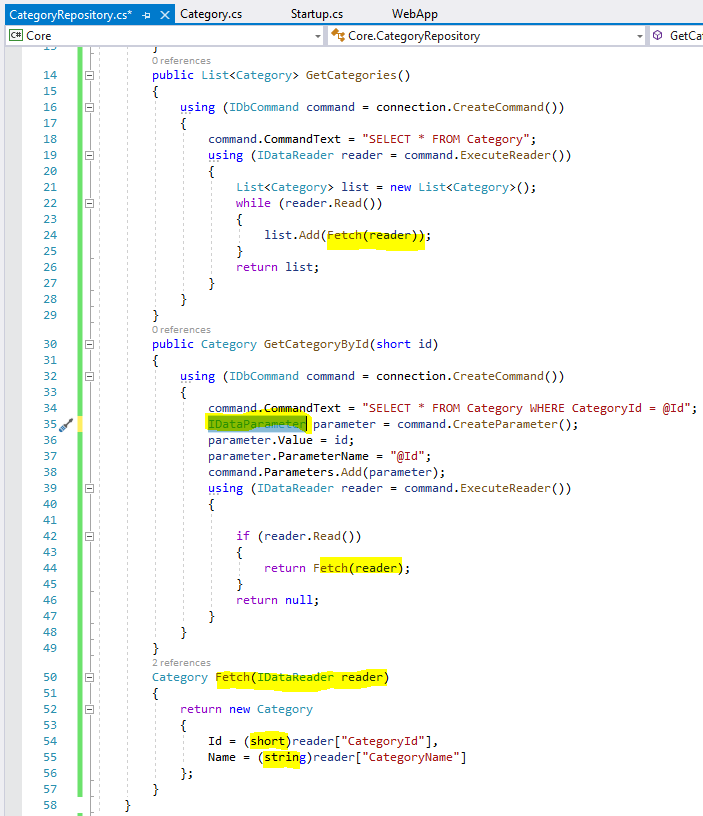 CategoryRepository.cs* Category.cs Startup.cs WebApp
C# Core Core.CategoryRepository GetCa
0 references
14 public List<Category> GetCategories()
15 {
16 using (IDbCommand command = connection.CreateCommand())
17 {
18 command.CommandText = "SELECT * FROM Category";
19 using (IDataReader reader = command.ExecuteReader())
20 {
21 List<Category> list = new List<Category>();
22 while (reader.Read())
23 {
24 list.Add(Fetch(reader));
25 }
26 return list;
27 }
28 }
29 }
0 references
30 public Category GetCategoryById(short id)
31 {
32 using (IDbCommand command = connection.CreateCommand())
33 {
34 command.CommandText = "SELECT * FROM Category WHERE CategoryId = @Id";
35 IDataParameter parameter = command.CreateParameter();
36 parameter.Value = id;
37 parameter.ParameterName = "@Id";
38 command.Parameters.Add(parameter);
39 using (IDataReader reader = command.ExecuteReader())
40 {
41
42 if (reader.Read())
43 {
44 return Fetch(reader);
45 }
46 return null;
47 }
48 }
49 }
2 references
50 Category Fetch(IDataReader reader)
51 {
52 return new Category
53 {
54 Id = (short)reader["CategoryId"],
55 Name = (string)reader["CategoryName"]
56 };
57 }
58 }